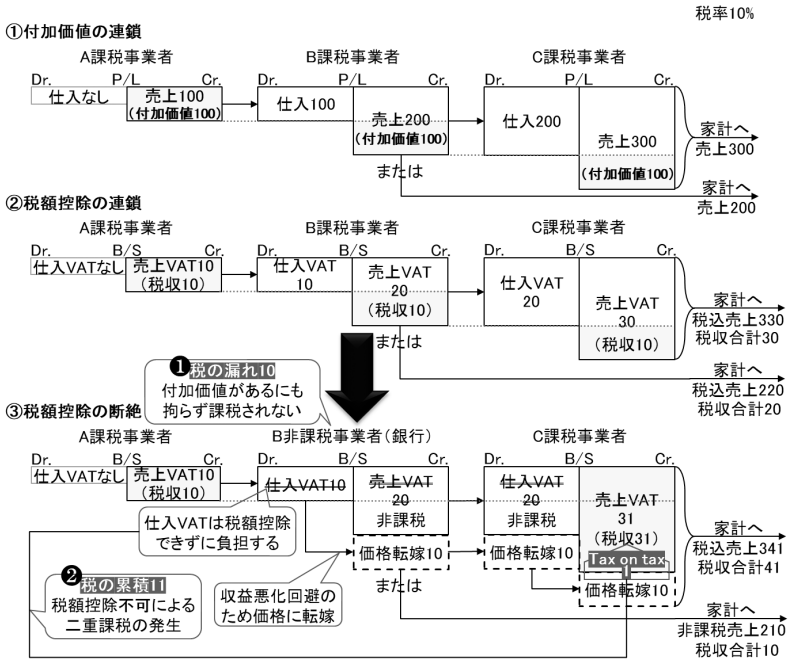 税率10%
①付加価値の連鎖
A課税事業者
B課税事業者
C課税事業者
Dr. P/L Cr.
Dr. P/L Cr.
Dr. P/L Cr.
仕入なし
売上100
(付加価値100)
仕入100
売上200
(付加価値100)
仕入200
売上300
(付加価値100)
家計へ
売上300
または
家計へ
売上200
②税額控除の連鎖
A課税事業者
B課税事業者
C課税事業者
Dr. B/S Cr.
Dr. B/S Cr.
Dr. B/S Cr.
仕入VATなし
売上VAT10
(税収10)
仕入VAT
10
売上VAT
20
(税収10)
仕入VAT
20
売上VAT
30
(税収10)
家計へ
税込売上330
税収合計30
または
家計へ
税込売上220
税収合計20
❶税の漏れ10
付加価値があるにも
拘らず課税されない
③税額控除の断絶
A課税事業者
B非課税事業者(銀行)
C課税事業者
Dr. B/S Cr.
Dr. B/S Cr.
Dr. B/S Cr.
仕入VATなし
売上VAT10
(税収10)
仕入VAT10
売上VAT
20
非課税
仕入VAT
20
非課税
売上VAT
31
(税収31)
仕入VATは税額控除
できずに負担する
価格転嫁10
価格転嫁10
Tax on tax
1
価格転嫁10
家計へ
税込売上341
税収合計41
❷税の累積11
税額控除不可による
二重課税の発生
収益悪化回避の
ため価格に転嫁
または
家計へ
非課税売上210
税収合計10